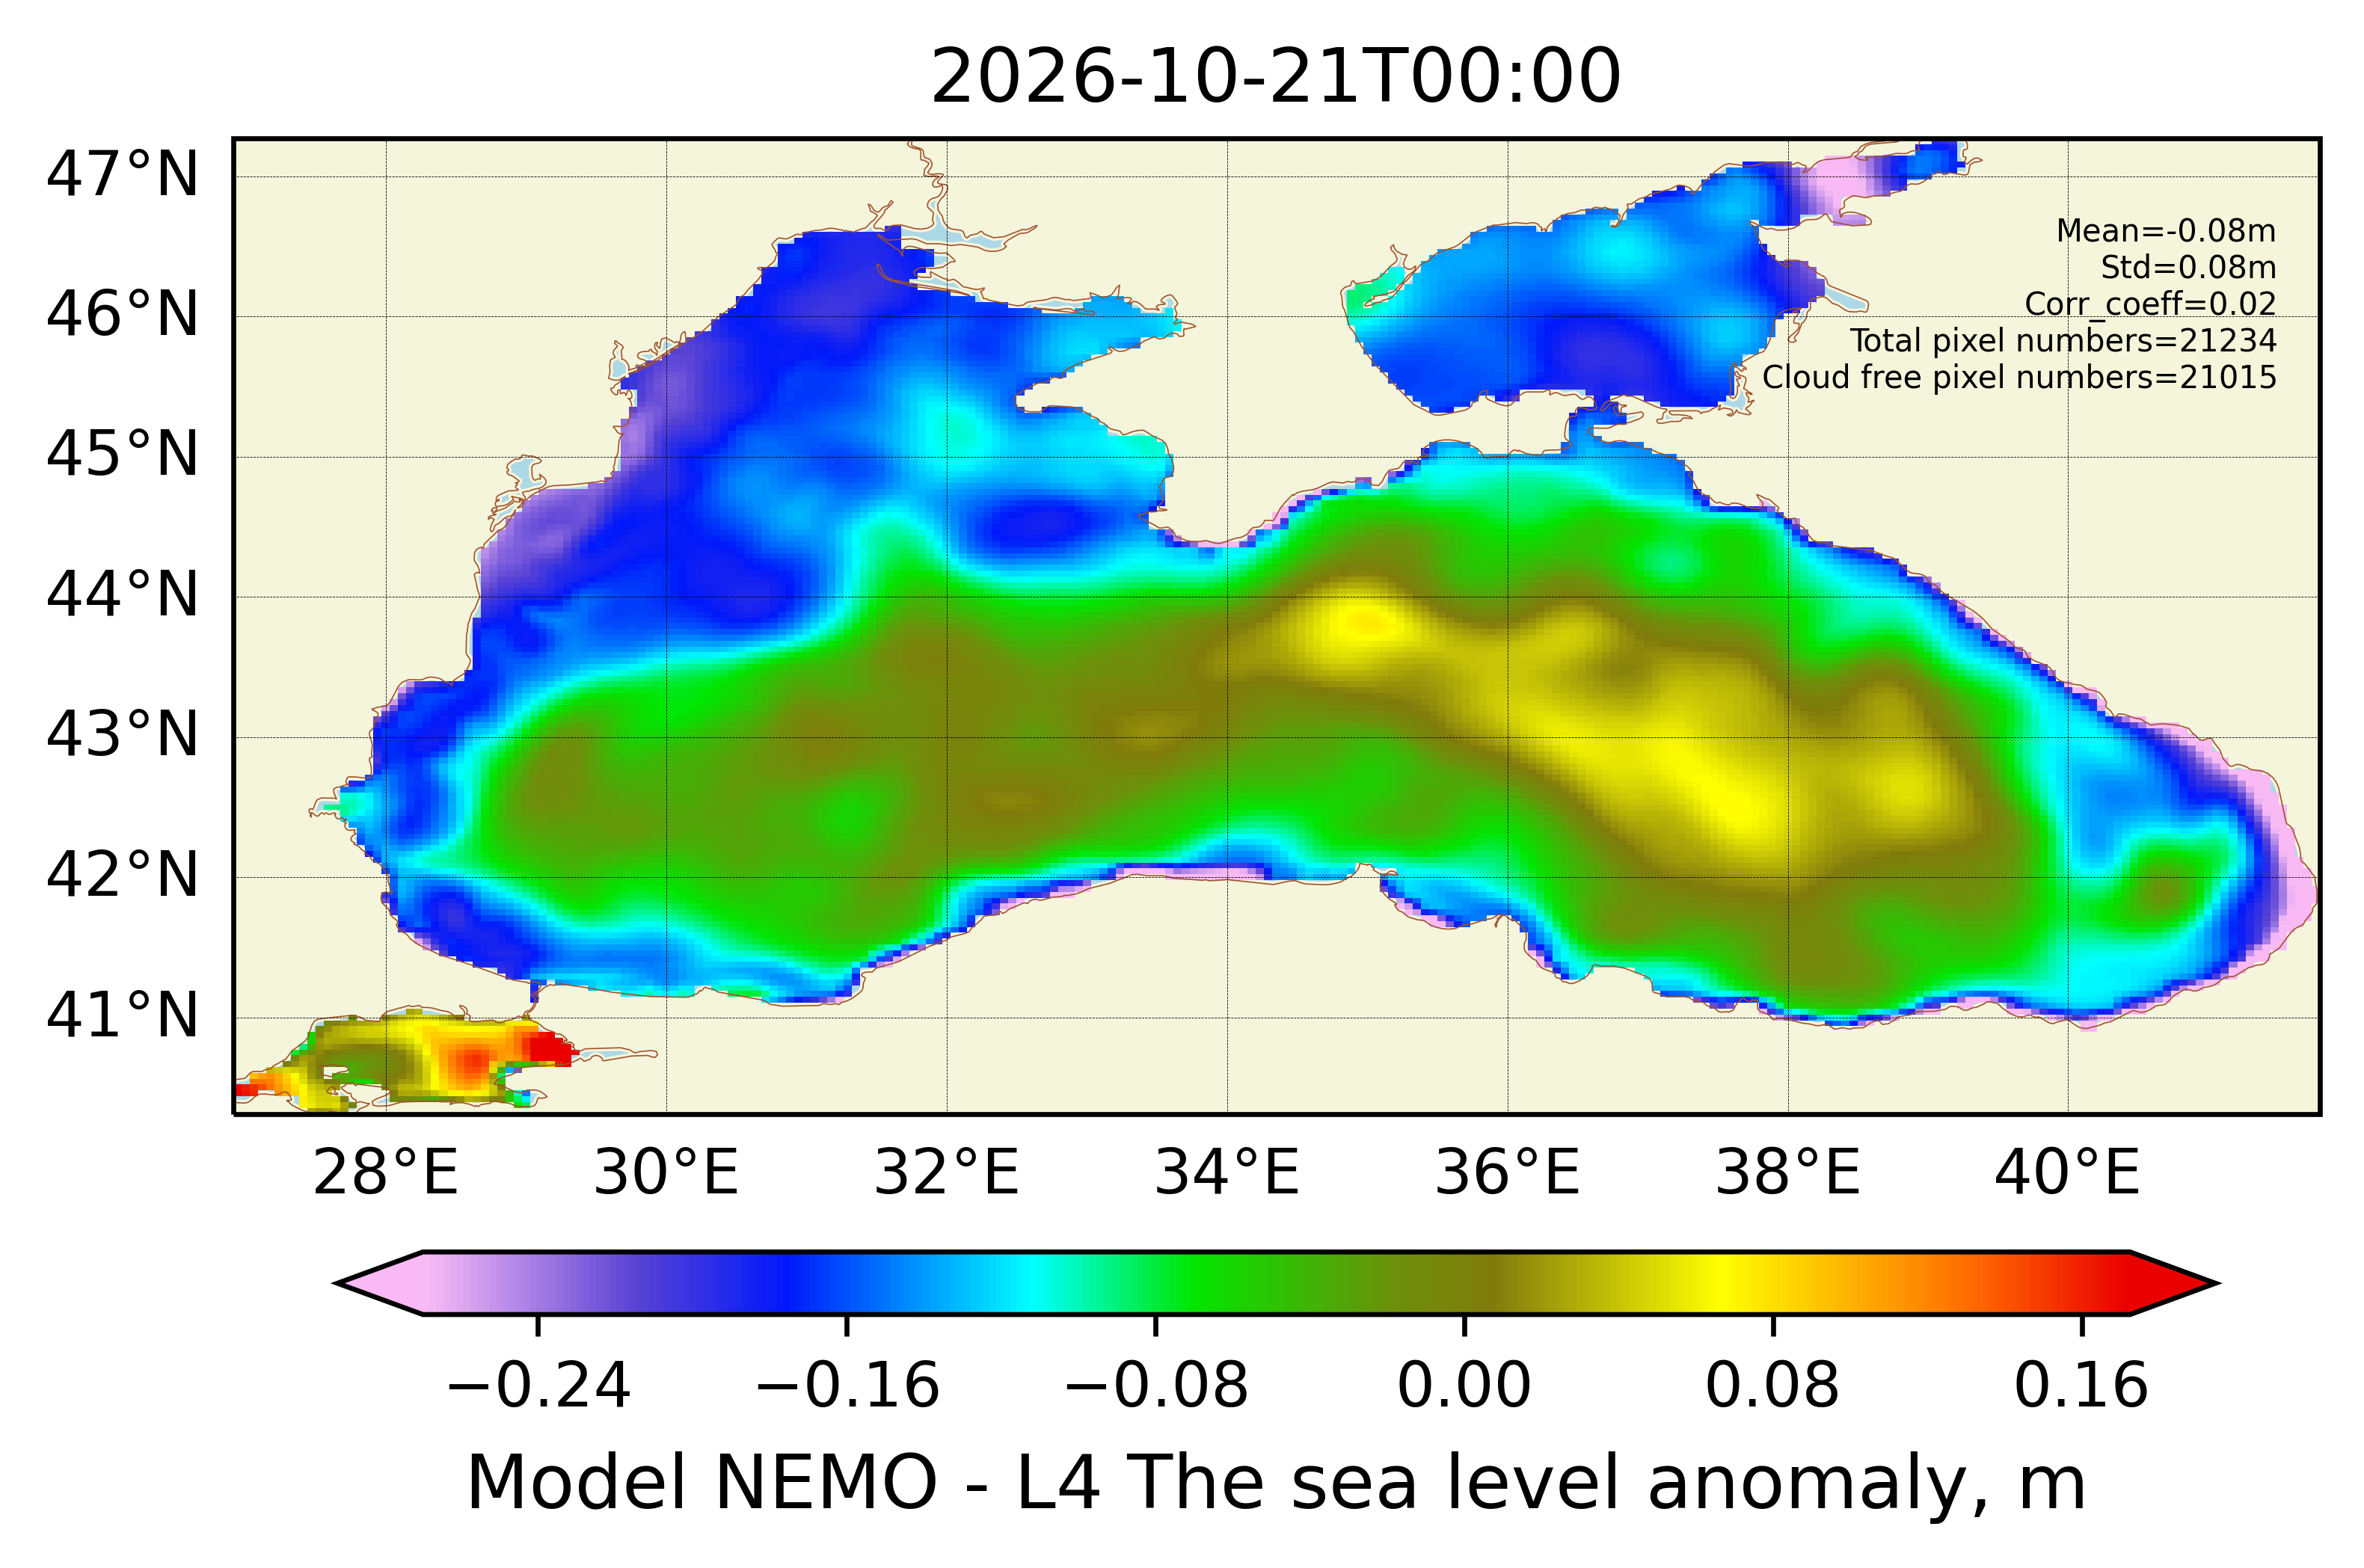 2026-10-21T00:00
47°N
46°N
45°N
44°N
43°N
42°N
41°N
Mean=-0.08m
Std=0.08m
Corr_coeff=0.02
Total pixel numbers=21234
Cloud free pixel numbers=21015
28°E 30°E 32°E 34°E 36°E 38°E 40°E
−0.24 −0.16 −0.08 0.00 0.08 0.16
Model NEMO - L4 The sea level anomaly, m